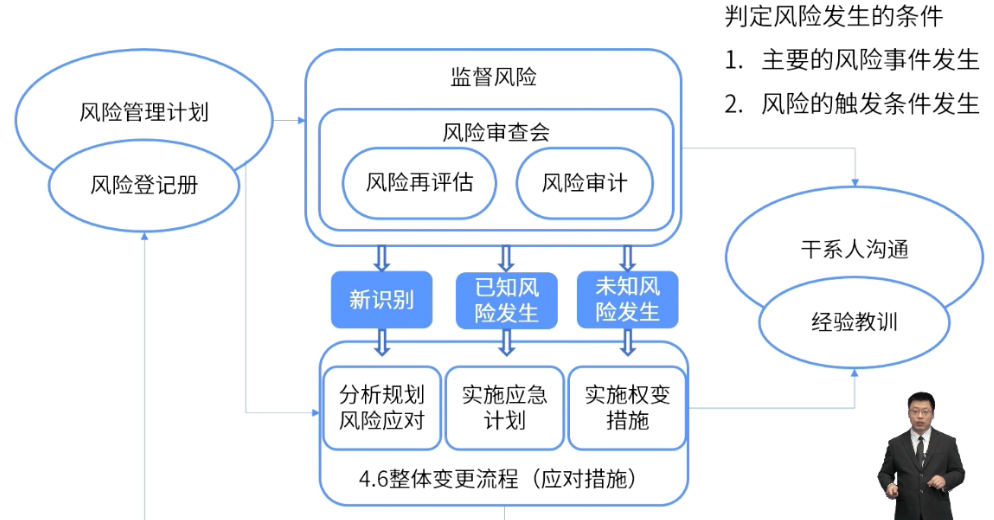 判定风险发生的条件
1. 主要的风险事件发生
2. 风险的触发条件发生
风险管理计划
风险登记册
监督风险
风险审查会
风险再评估
风险审计
新识别
已知风
险发生
未知风
险发生
分析规划
风险应对
实施应急
计划
实施权变
措施
4.6整体变更流程（应对措施）
干系人沟通
经验教训